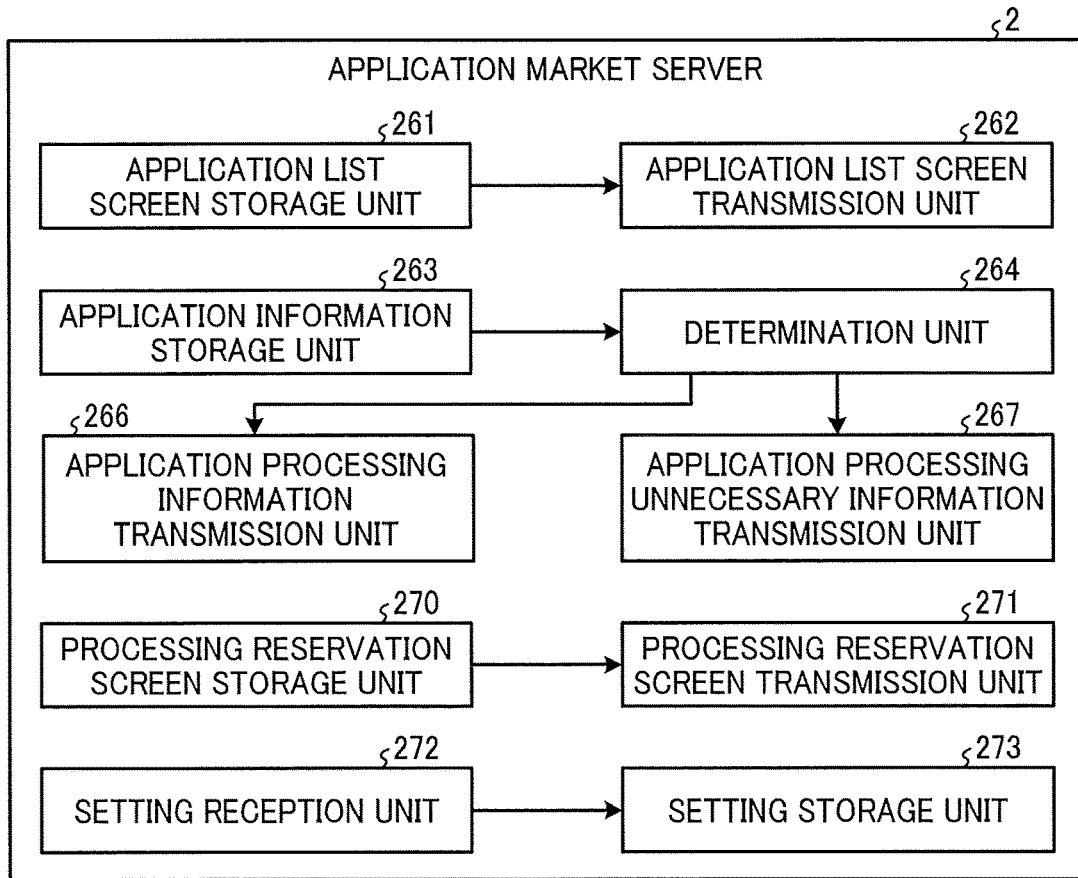 2
APPLICATION MARKET SERVER
261
262
APPLICATION LIST
SCREEN STORAGE UNIT
APPLICATION LIST SCREEN
TRANSMISSION UNIT
263
264
APPLICATION INFORMATION
STORAGE UNIT
DETERMINATION UNIT
266
267
APPLICATION PROCESSING
INFORMATION
TRANSMISSION UNIT
APPLICATION PROCESSING
UNNECESSARY INFORMATION
TRANSMISSION UNIT
270
271
PROCESSING RESERVATION
SCREEN STORAGE UNIT
PROCESSING RESERVATION
SCREEN TRANSMISSION UNIT
272
273
SETTING RECEPTION UNIT
SETTING STORAGE UNIT